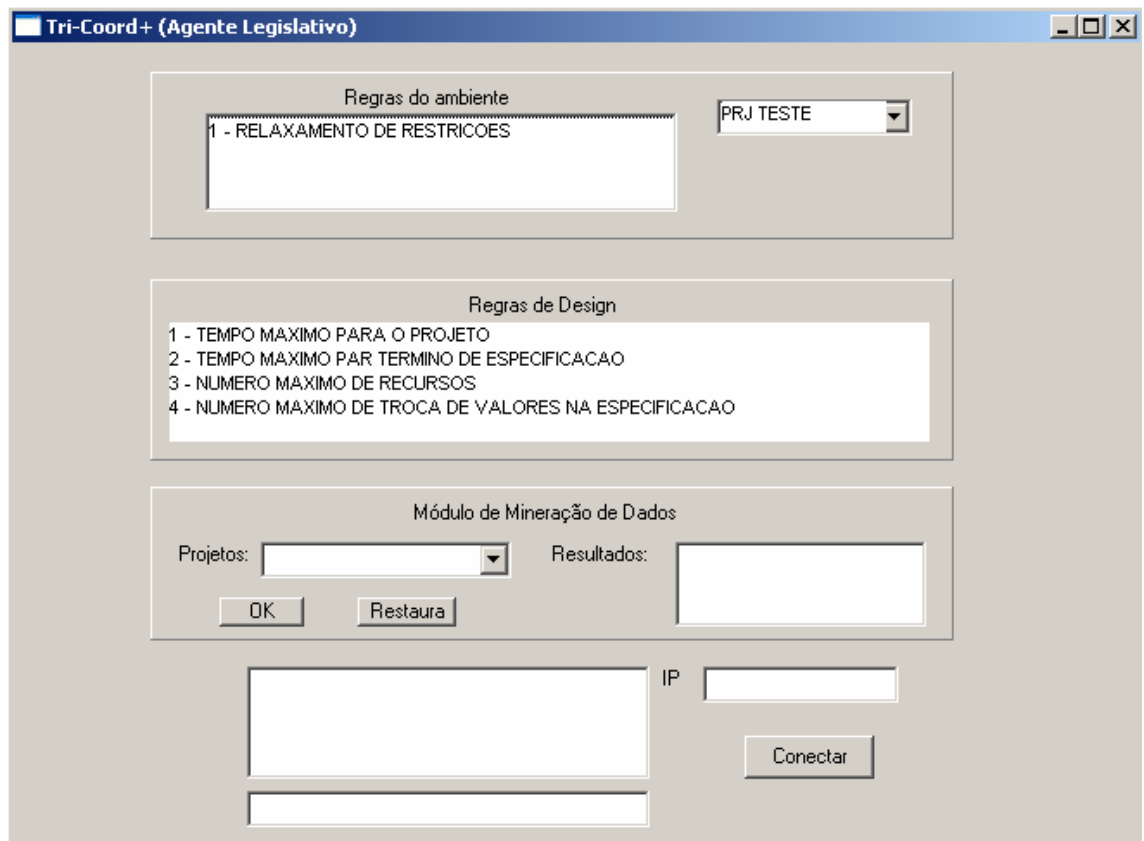 Tri-Coord+ (Agente Legislativo)
Regras do ambiente
PRJ TESTE
1 - RELAXAMENTO DE RESTRICOES
Regras de Design
1 - TEMPO MAXIMO PARA O PROJETO
2 - TEMPO MAXIMO PAR TERMINO DE ESPECIFICACAO
3 - NUMERO MAXIMO DE RECURSOS
4 - NUMERO MAXIMO DE TROCA DE VALORES NA ESPECIFICACAO
Módulo de Mineração de Dados
Projetos:
Resultados:
OK
Restaura
IP
Conectar